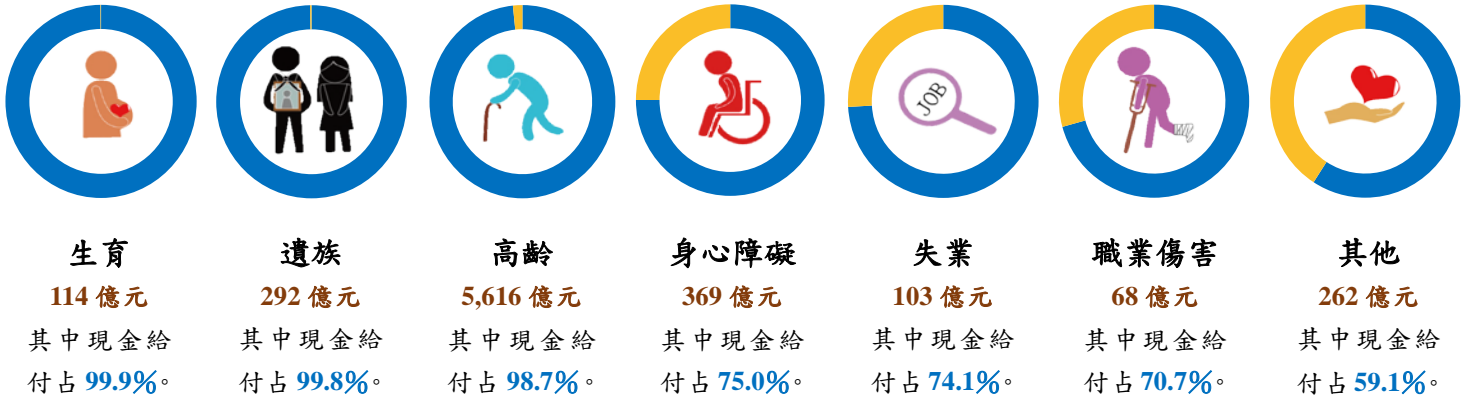 JOB
生育
114 億元
其中現金給
付占 99.9%。
遺族
292 億元
其中現金給
付占 99.8%。
高齡
5,616 億元
其中現金給
付占 98.7%。
身心障礙
369 億元
其中現金給
付占 75.0%。
失業
103 億元
其中現金給
付占 74.1%。
職業傷害
68 億元
其中現金給
付占 70.7%。
其他
262 億元
其中現金給
付占 59.1%。